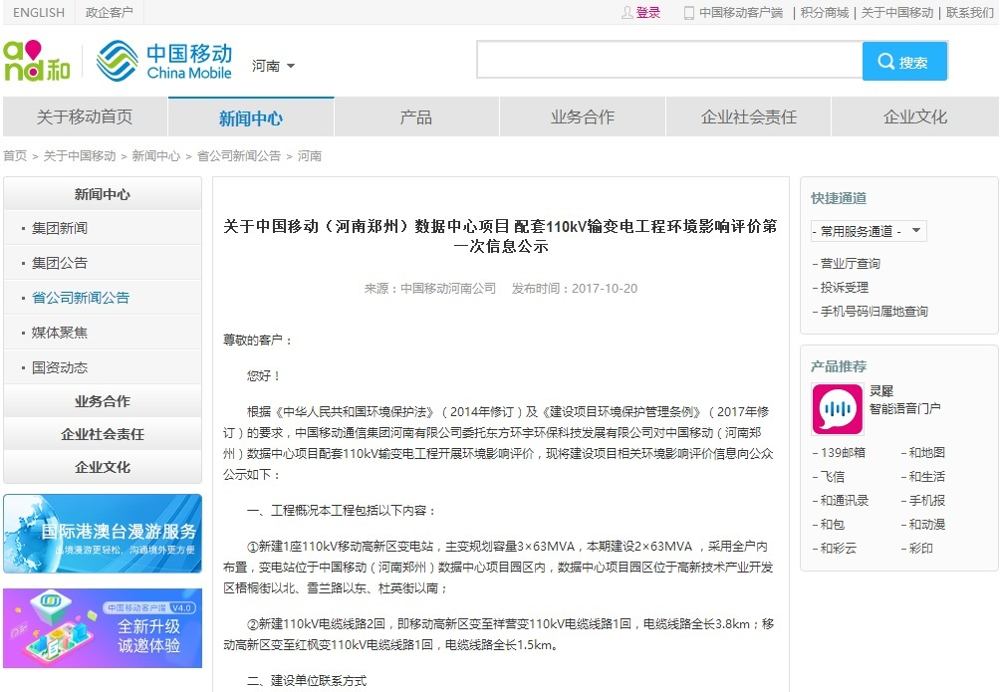 ENGLISH 政企客户 登录 中国移动客户端 | 积分商城 | 关于中国移动 | 联系我们
and和 中国移动 China Mobile 河南 搜索
关于移动首页 新闻中心 产品 业务合作 企业社会责任 企业文化
首页 > 关于中国移动 > 新闻中心 > 省公司新闻公告 > 河南
新闻中心
· 集团新闻
· 集团公告
· 省公司新闻公告
· 媒体聚焦
· 国资动态
业务合作
企业社会责任
企业文化
国际港澳台漫游服务
出境漫游更轻松,沟通境外更方便
中国移动客户端 V4.0
全新升级
诚邀体验
关于中国移动（河南郑州）数据中心项目 配套110kV输变电工程环境影响评价第
一次信息公示
来源：中国移动河南公司 发布时间：2017-10-20
尊敬的客户：
您好！
根据《中华人民共和国环境保护法》（2014年修订）及《建设项目环境保护管理条例》（2017年修
订）的要求，中国移动通信集团河南有限公司委托东方环宇环保科技发展有限公司对中国移动（河南郑
州）数据中心项目配套110kV输变电工程开展环境影响评价，现将建设项目相关环境影响评价信息向公众
公示如下：
一、工程概况本工程包括以下内容：
①新建1座110kV移动高新区变电站，主变规划容量3×63MVA，本期建设2×63MVA ，采用全户内
布置，变电站位于中国移动（河南郑州）数据中心项目园区内，数据中心项目园区位于高新技术产业开发
区梧桐街以北、雪兰路以东、杜英街以南；
②新建110kV电缆线路2回，即移动高新区变至祥营变110kV电缆线路1回，电缆线路全长3.8km；移
动高新区变至红枫变110kV电缆线路1回，电缆线路全长1.5km。
二、建设单位联系方式
快捷通道
- 常用服务通道 -
– 营业厅查询
– 投诉受理
– 手机号码归属地查询
产品推荐
灵犀
智能语音门户
– 139邮箱 – 和地图
– 飞信 – 和生活
– 和通讯录 – 手机报
– 和包 – 和动漫
– 和彩云 – 彩印